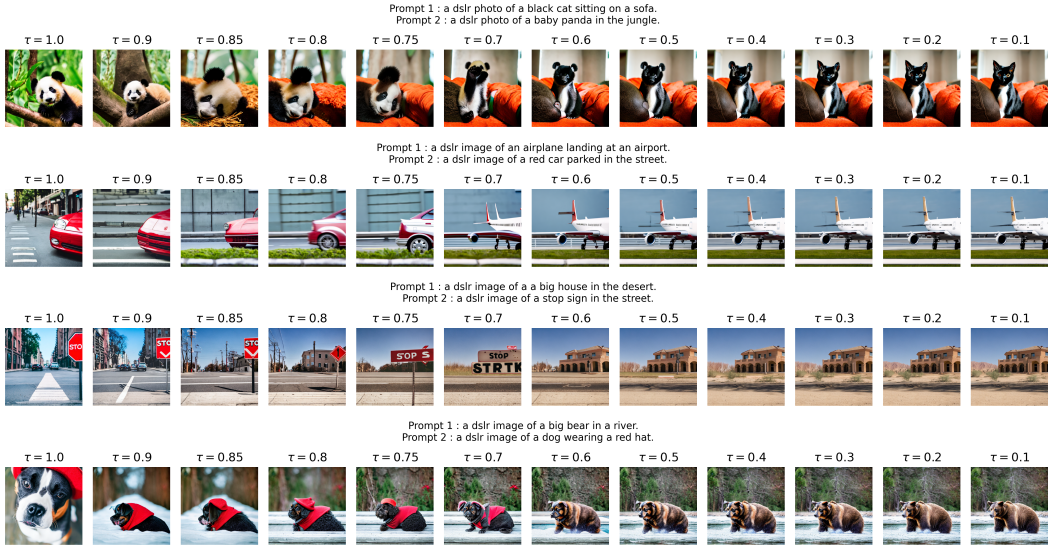 Prompt 1 : a dslr photo of a black cat sitting on a sofa.
Prompt 2 : a dslr photo of a baby panda in the jungle.
τ = 1.0 τ = 0.9 τ = 0.85 τ = 0.8 τ = 0.75 τ = 0.7 τ = 0.6 τ = 0.5 τ = 0.4 τ = 0.3 τ = 0.2 τ = 0.1
Prompt 1 : a dslr image of an airplane landing at an airport.
Prompt 2 : a dslr image of a red car parked in the street.
τ = 1.0 τ = 0.9 τ = 0.85 τ = 0.8 τ = 0.75 τ = 0.7 τ = 0.6 τ = 0.5 τ = 0.4 τ = 0.3 τ = 0.2 τ = 0.1
Prompt 1 : a dslr image of a a big house in the desert.
Prompt 2 : a dslr image of a stop sign in the street.
τ = 1.0 τ = 0.9 τ = 0.85 τ = 0.8 τ = 0.75 τ = 0.7 τ = 0.6 τ = 0.5 τ = 0.4 τ = 0.3 τ = 0.2 τ = 0.1
STO STO STO SOP S StoP
STRTK
Prompt 1 : a dslr image of a big bear in a river.
Prompt 2 : a dslr image of a dog wearing a red hat.
τ = 1.0 τ = 0.9 τ = 0.85 τ = 0.8 τ = 0.75 τ = 0.7 τ = 0.6 τ = 0.5 τ = 0.4 τ = 0.3 τ = 0.2 τ = 0.1